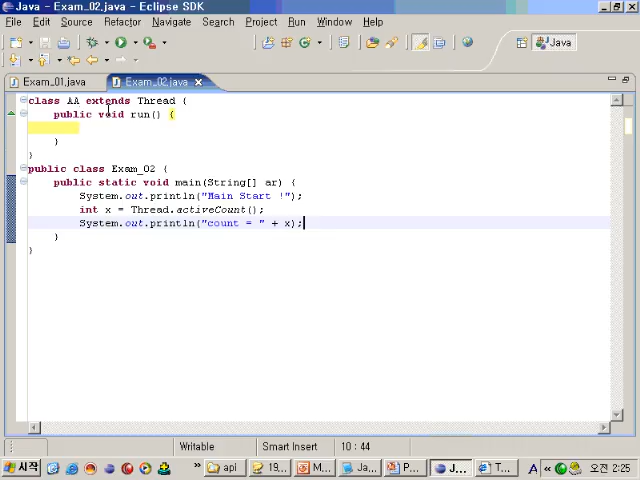 Java - Exam_02.java - Eclipse SDK
File Edit Source Refactor Navigate Search Project Run Window Help
Java
Exam_01.java Exam_02.java
class AA extends Thread {
public void run() {
}
}
public class Exam_02 {
public static void main(String[] ar) {
System.out.println("Main Start !");
int x = Thread.activeCount();
System.out.println("count = " + x);
}
}
Writable Smart Insert 10 : 44
시작 » api 19... M... Ja... P... J... T... A « 오후 2:25